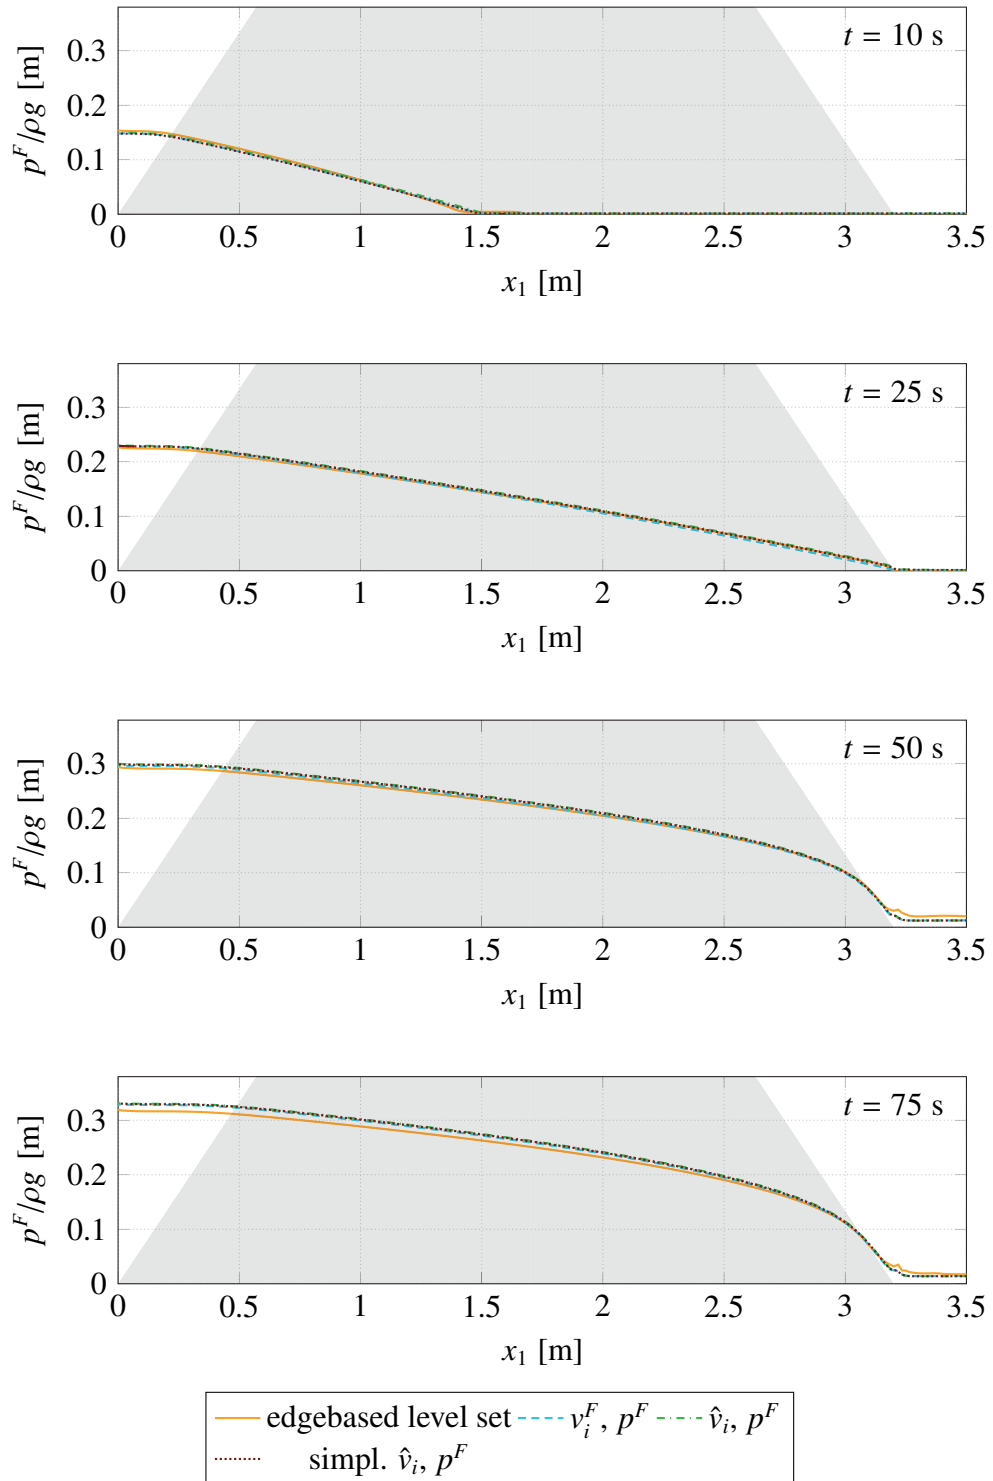 t = 10 s
0.3
0.2
0.1
0
p^F/ρg [m]
0 0.5 1 1.5 2 2.5 3 3.5
x₁ [m]
t = 25 s
0.3
0.2
0.1
0
p^F/ρg [m]
0 0.5 1 1.5 2 2.5 3 3.5
x₁ [m]
t = 50 s
0.3
0.2
0.1
0
p^F/ρg [m]
0 0.5 1 1.5 2 2.5 3 3.5
x₁ [m]
t = 75 s
0.3
0.2
0.1
0
p^F/ρg [m]
0 0.5 1 1.5 2 2.5 3 3.5
x₁ [m]
edgebased level set v_i^F, p^F v̂_i, p^F
simpl. v̂_i, p^F